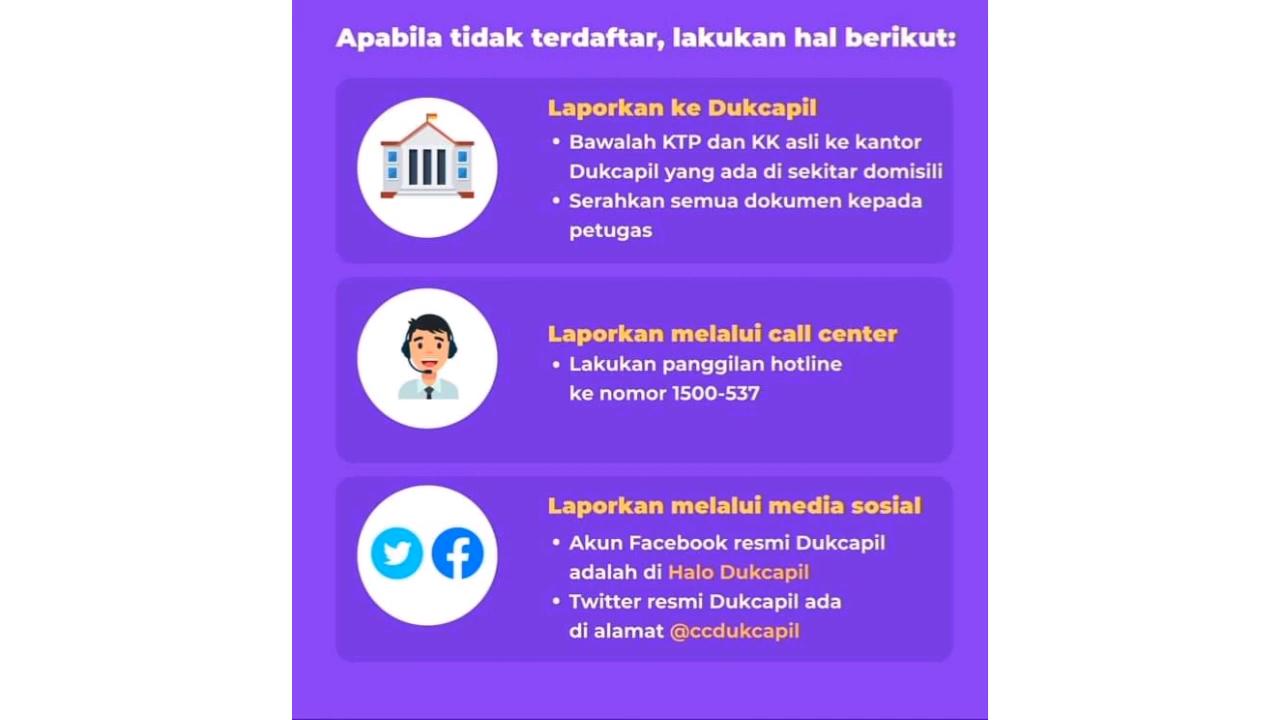 Apabila tidak terdaftar, lakukan hal berikut:
Laporkan ke Dukcapil
• Bawalah KTP dan KK asli ke kantor
Dukcapil yang ada di sekitar domisili
• Serahkan semua dokumen kepada
petugas
Laporkan melalui call center
• Lakukan panggilan hotline
ke nomor 1500-537
Laporkan melalui media sosial
• Akun Facebook resmi Dukcapil
adalah di Halo Dukcapil
• Twitter resmi Dukcapil ada
di alamat @ccdukcapil